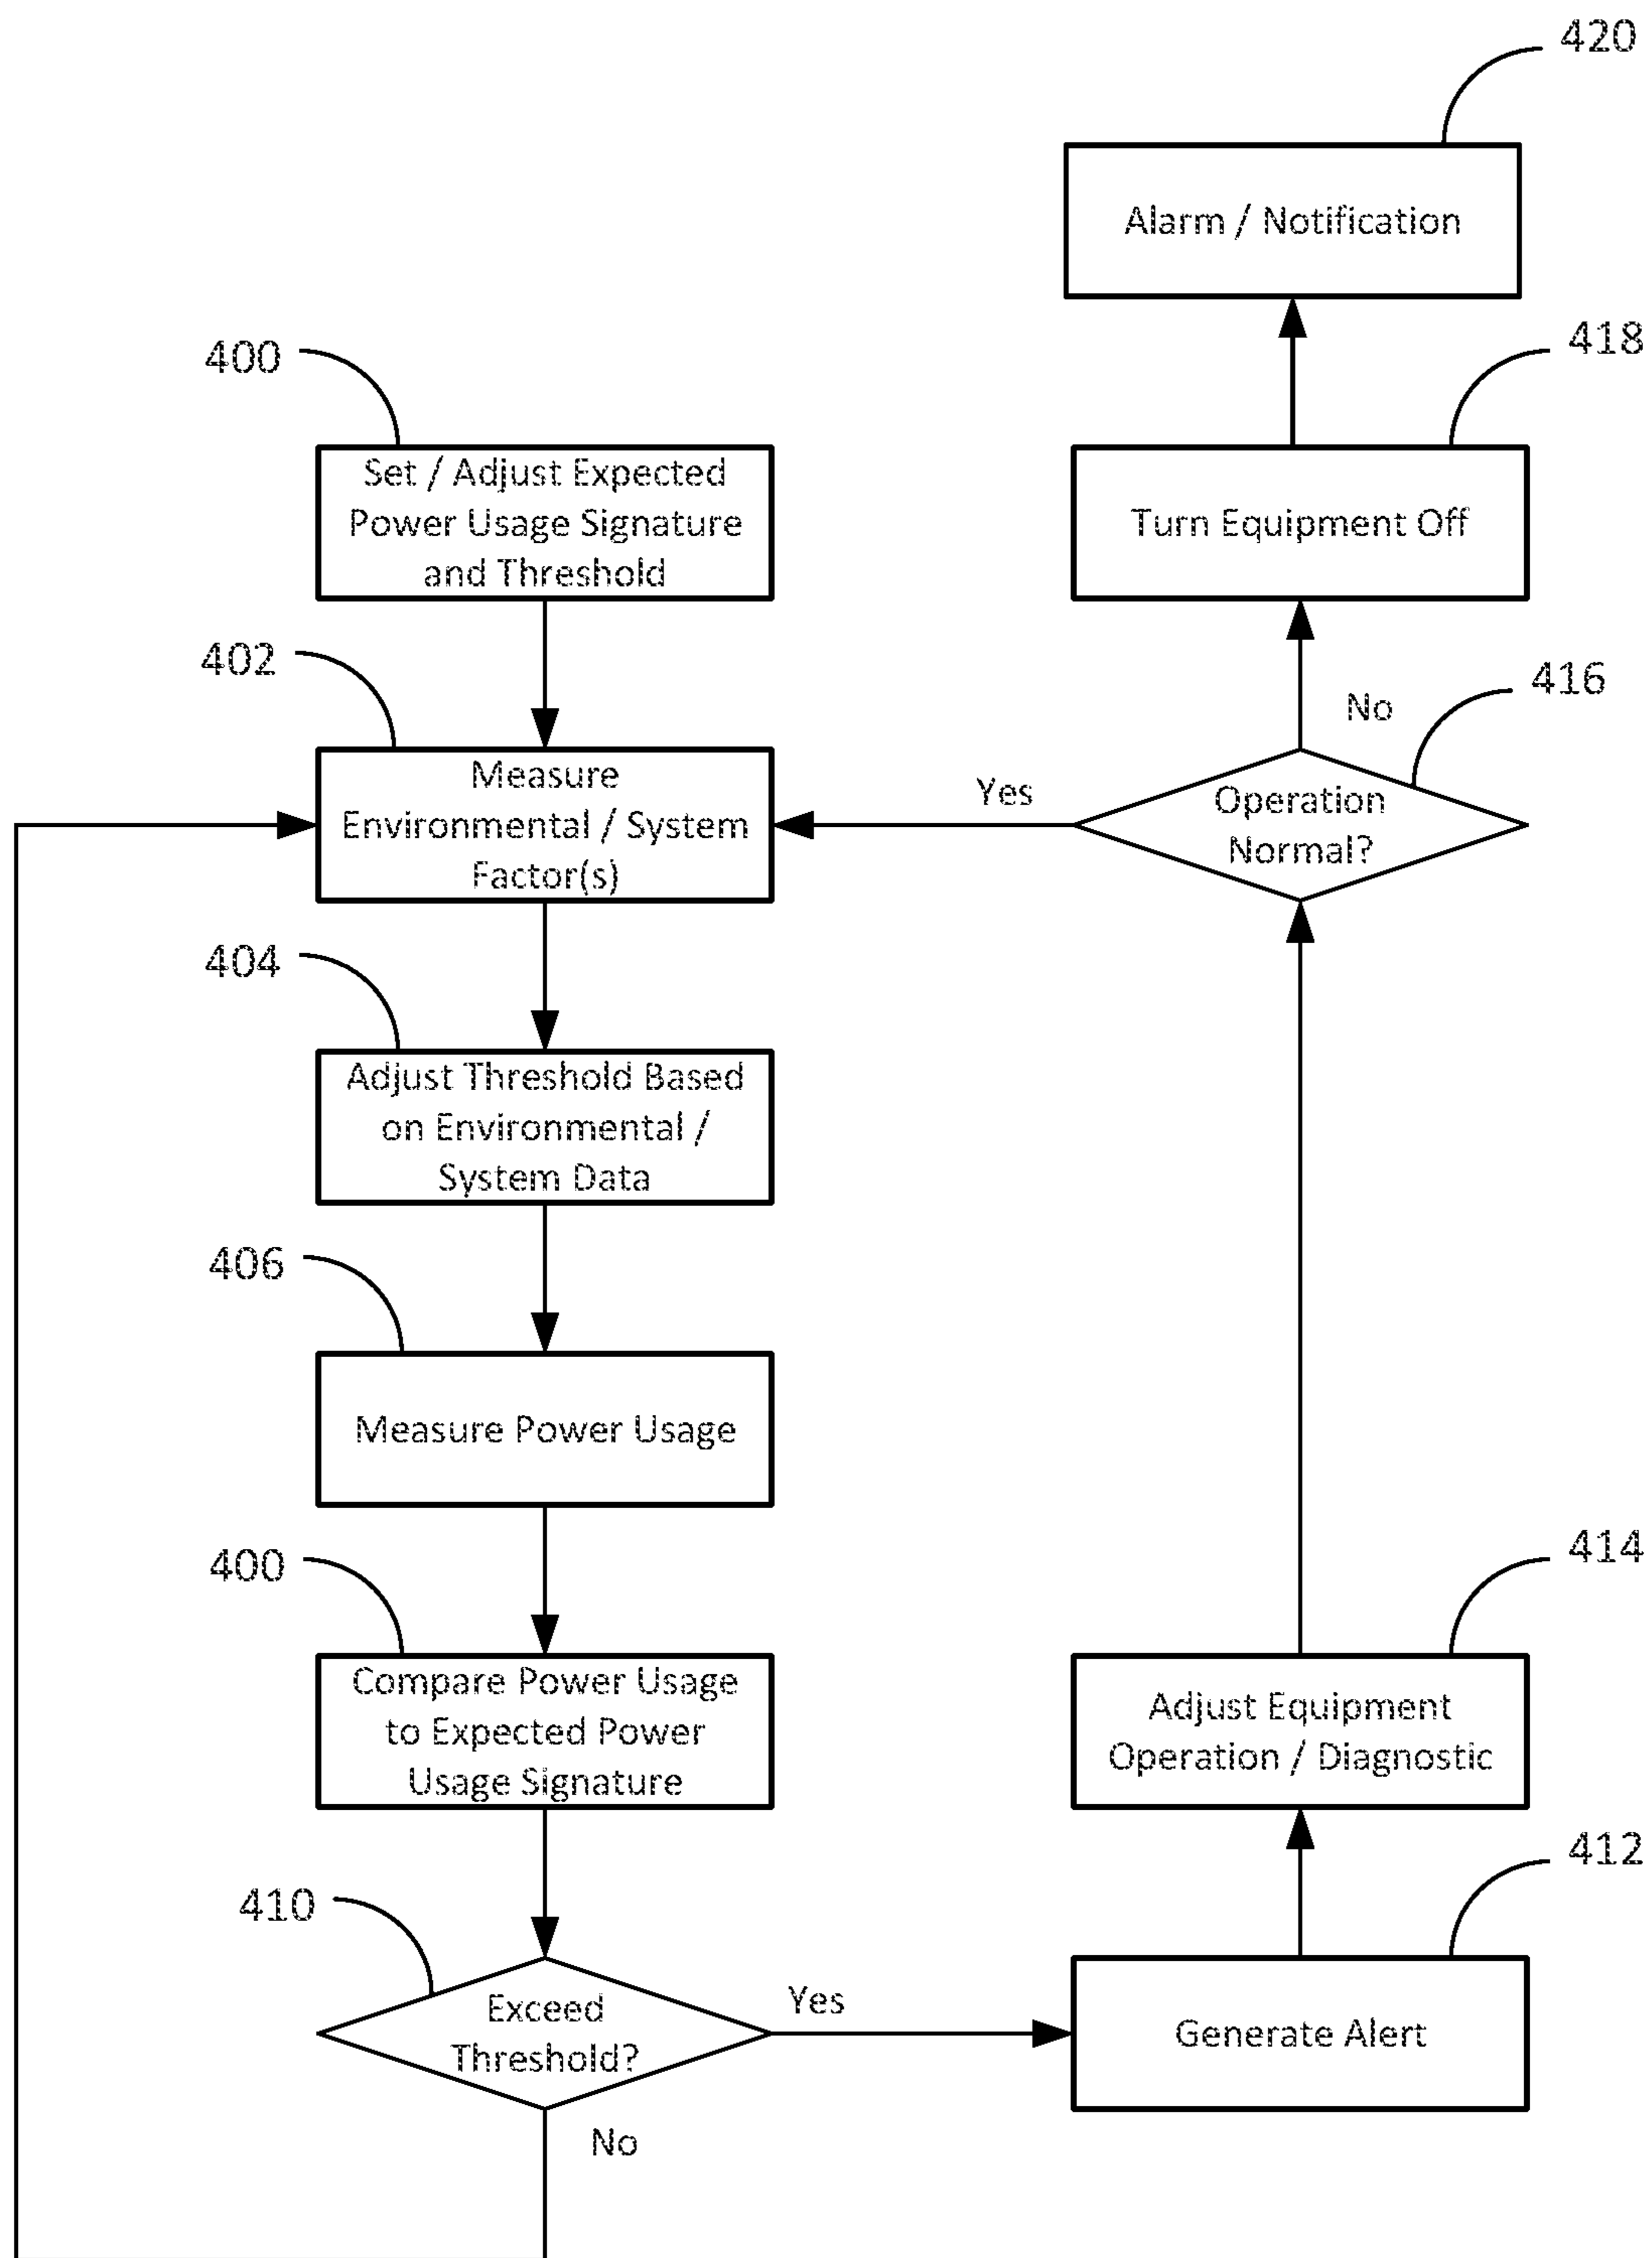 420
Alarm / Notification
418
Turn Equipment Off
400
Set / Adjust Expected
Power Usage Signature
and Threshold
402
Measure
Environmental / System
Factor(s)
416
No
Yes
Operation
Normal?
404
Adjust Threshold Based
on Environmental /
System Data
406
Measure Power Usage
400
Compare Power Usage
to Expected Power
Usage Signature
414
Adjust Equipment
Operation / Diagnostic
412
Generate Alert
410
Exceed
Threshold?
Yes
No